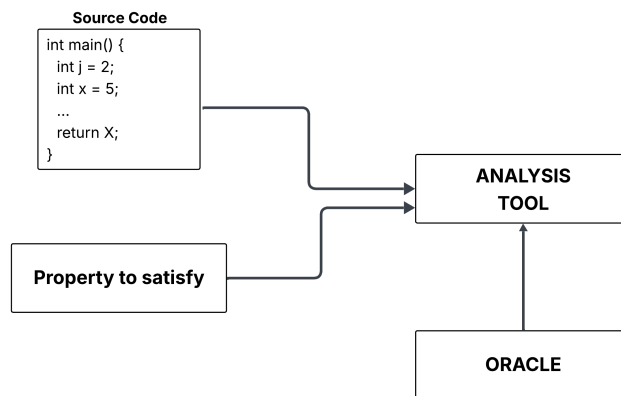 Source Code
int main() {
int j = 2;
int x = 5;
...
return X;
}
ANALYSIS
TOOL
Property to satisfy
ORACLE